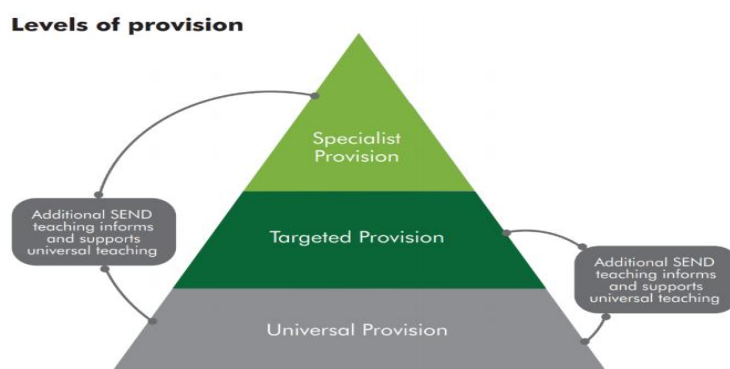 Levels of provision
Specialist
Provision
Additional SEND
teaching informs
and supports
universal teaching
Targeted Provision
Additional SEND
teaching informs
and supports
universal teaching
Universal Provision